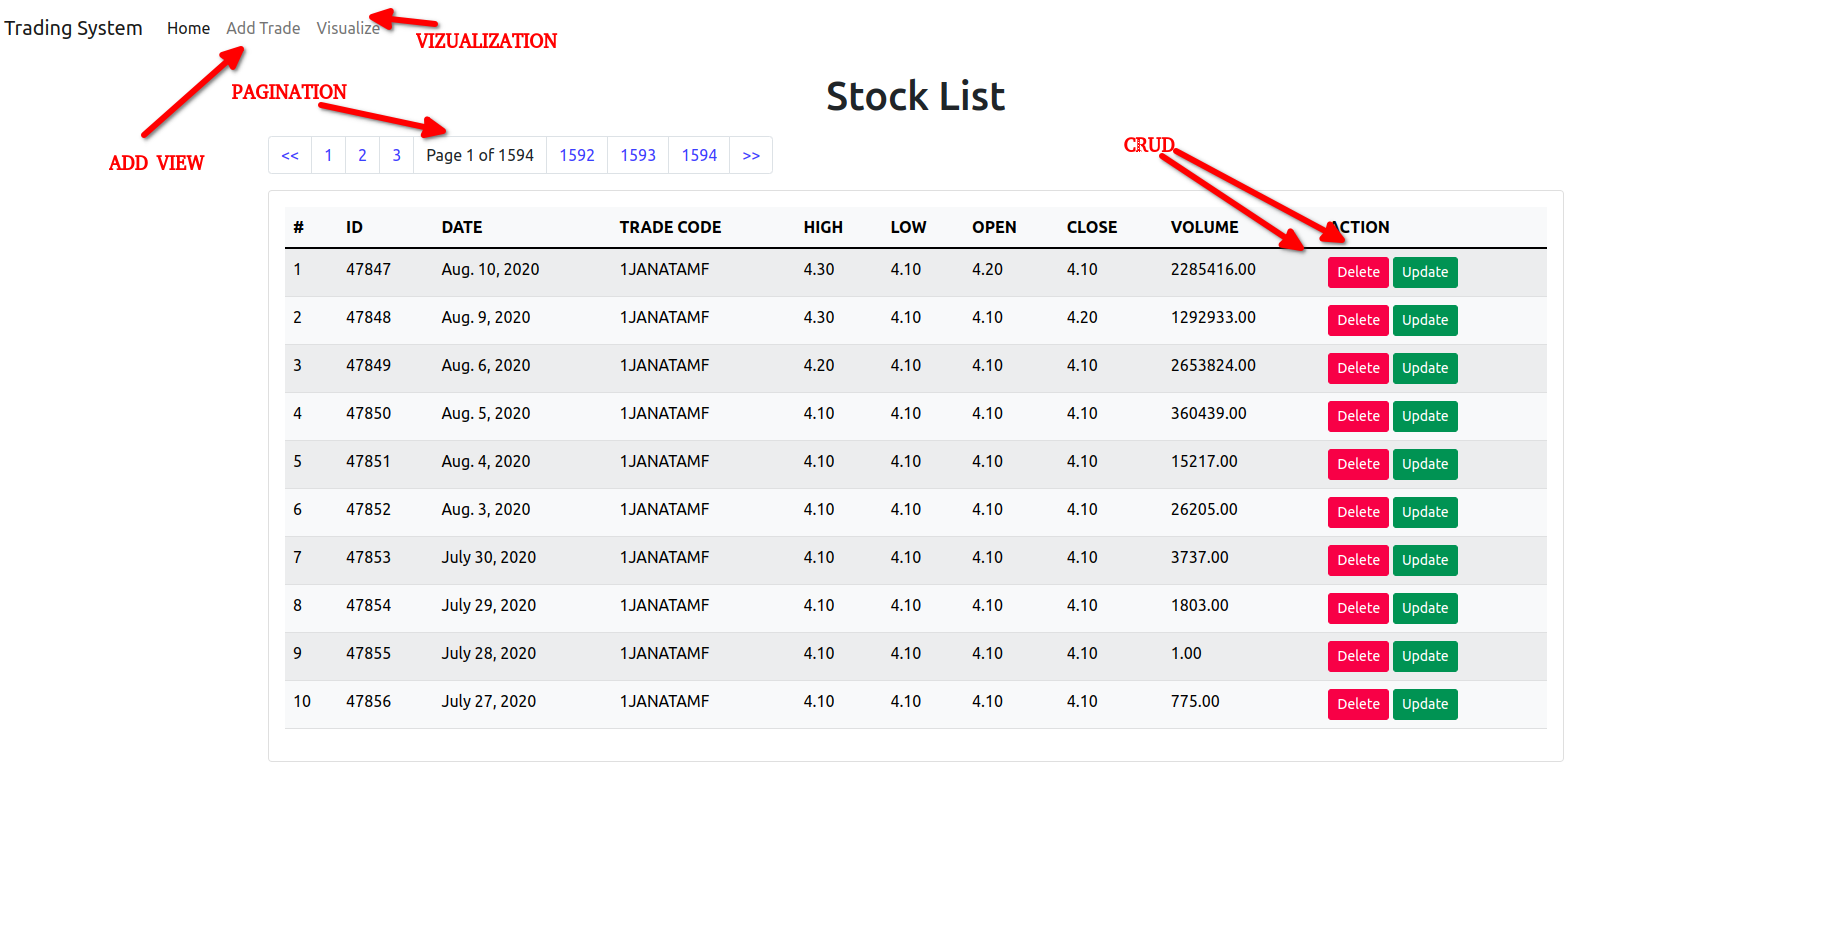 Trading System Home Add Trade Visualize
VIZUALIZATION
PAGINATION
Stock List
ADD VIEW
<< 1 2 3 Page 1 of 1594 1592 1593 1594 >>
CRUD
# ID DATE TRADE CODE HIGH LOW OPEN CLOSE VOLUME ACTION
1 47847 Aug. 10, 2020 1JANATAMF 4.30 4.10 4.20 4.10 2285416.00 Delete Update
2 47848 Aug. 9, 2020 1JANATAMF 4.30 4.10 4.10 4.20 1292933.00 Delete Update
3 47849 Aug. 6, 2020 1JANATAMF 4.20 4.10 4.10 4.10 2653824.00 Delete Update
4 47850 Aug. 5, 2020 1JANATAMF 4.10 4.10 4.10 4.10 360439.00 Delete Update
5 47851 Aug. 4, 2020 1JANATAMF 4.10 4.10 4.10 4.10 15217.00 Delete Update
6 47852 Aug. 3, 2020 1JANATAMF 4.10 4.10 4.10 4.10 26205.00 Delete Update
7 47853 July 30, 2020 1JANATAMF 4.10 4.10 4.10 4.10 3737.00 Delete Update
8 47854 July 29, 2020 1JANATAMF 4.10 4.10 4.10 4.10 1803.00 Delete Update
9 47855 July 28, 2020 1JANATAMF 4.10 4.10 4.10 4.10 1.00 Delete Update
10 47856 July 27, 2020 1JANATAMF 4.10 4.10 4.10 4.10 775.00 Delete Update